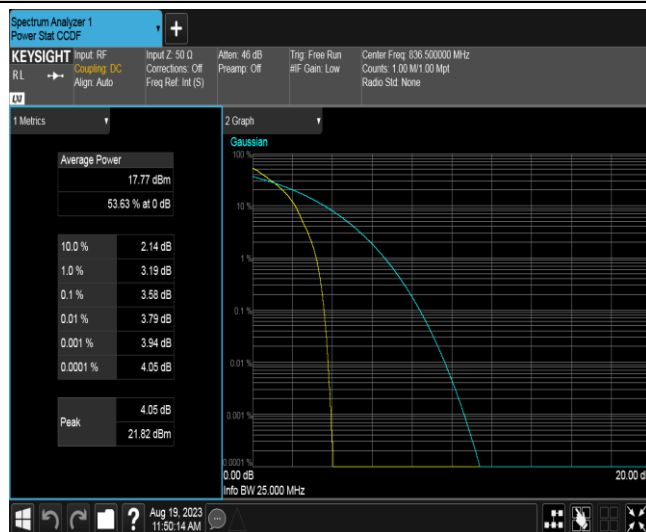 Spectrum Analyzer 1
Power Stat CCDF
+
KEYSIGHT
RL
Input: RF
Coupling: DC
Align: Auto
Input Z: 50 Ω
Corrections: Off
Freq Ref: Int (S)
Atten: 46 dB
Preamp: Off
Trig: Free Run
#IF Gain: Low
Center Freq: 836.500000 MHz
Counts: 1.00 M/1.00 Mpt
Radio Std: None
LXI
1 Metrics
Average Power
17.77 dBm
53.63 % at 0 dB
10.0 % 2.14 dB
1.0 % 3.19 dB
0.1 % 3.58 dB
0.01 % 3.79 dB
0.001 % 3.94 dB
0.0001 % 4.05 dB
Peak
4.05 dB
21.82 dBm
2 Graph
Gaussian
100 %
10 %
1 %
0.1 %
0.01 %
0.001 %
0.0001 %
0.00 dB
20.00 d
Info BW 25.000 MHz
?
Aug 19, 2023
11:50:14 AM